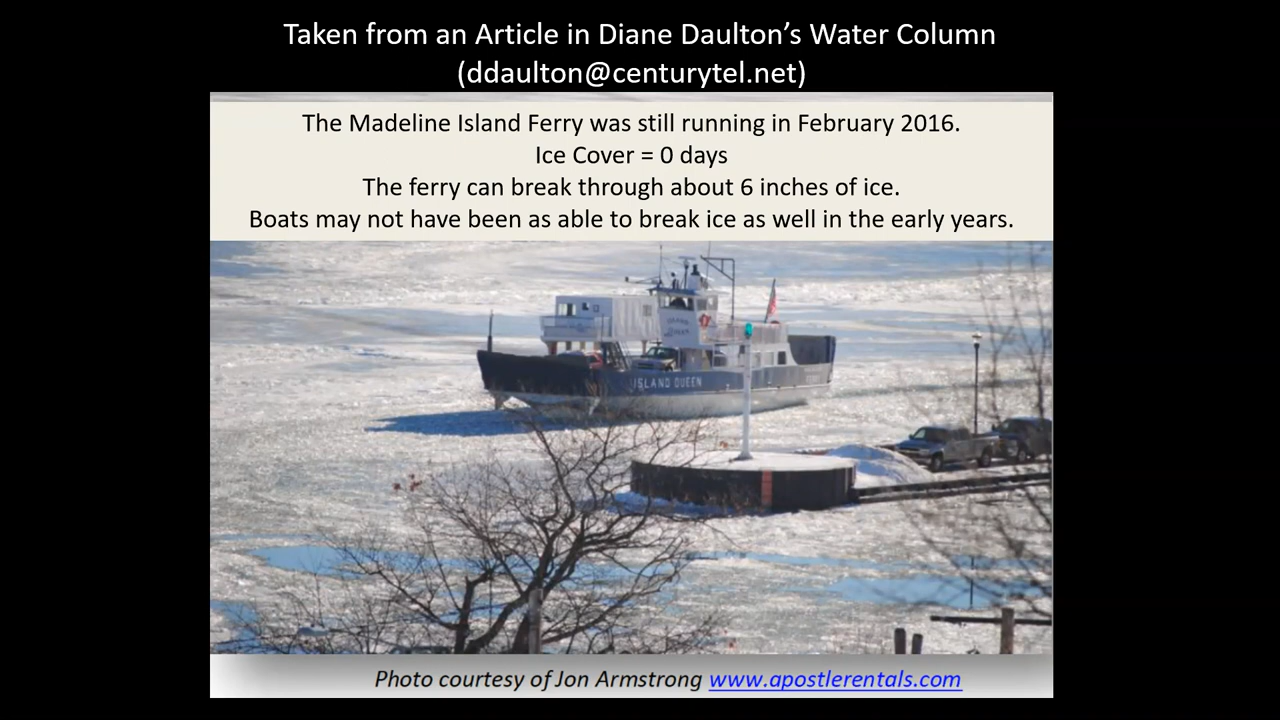 Taken from an Article in Diane Daulton’s Water Column
(ddaulton@centurytel.net)
The Madeline Island Ferry was still running in February 2016.
Ice Cover = 0 days
The ferry can break through about 6 inches of ice.
Boats may not have been as able to break ice as well in the early years.
ISLAND QUEEN
Photo courtesy of Jon Armstrong www.apostlerentals.com